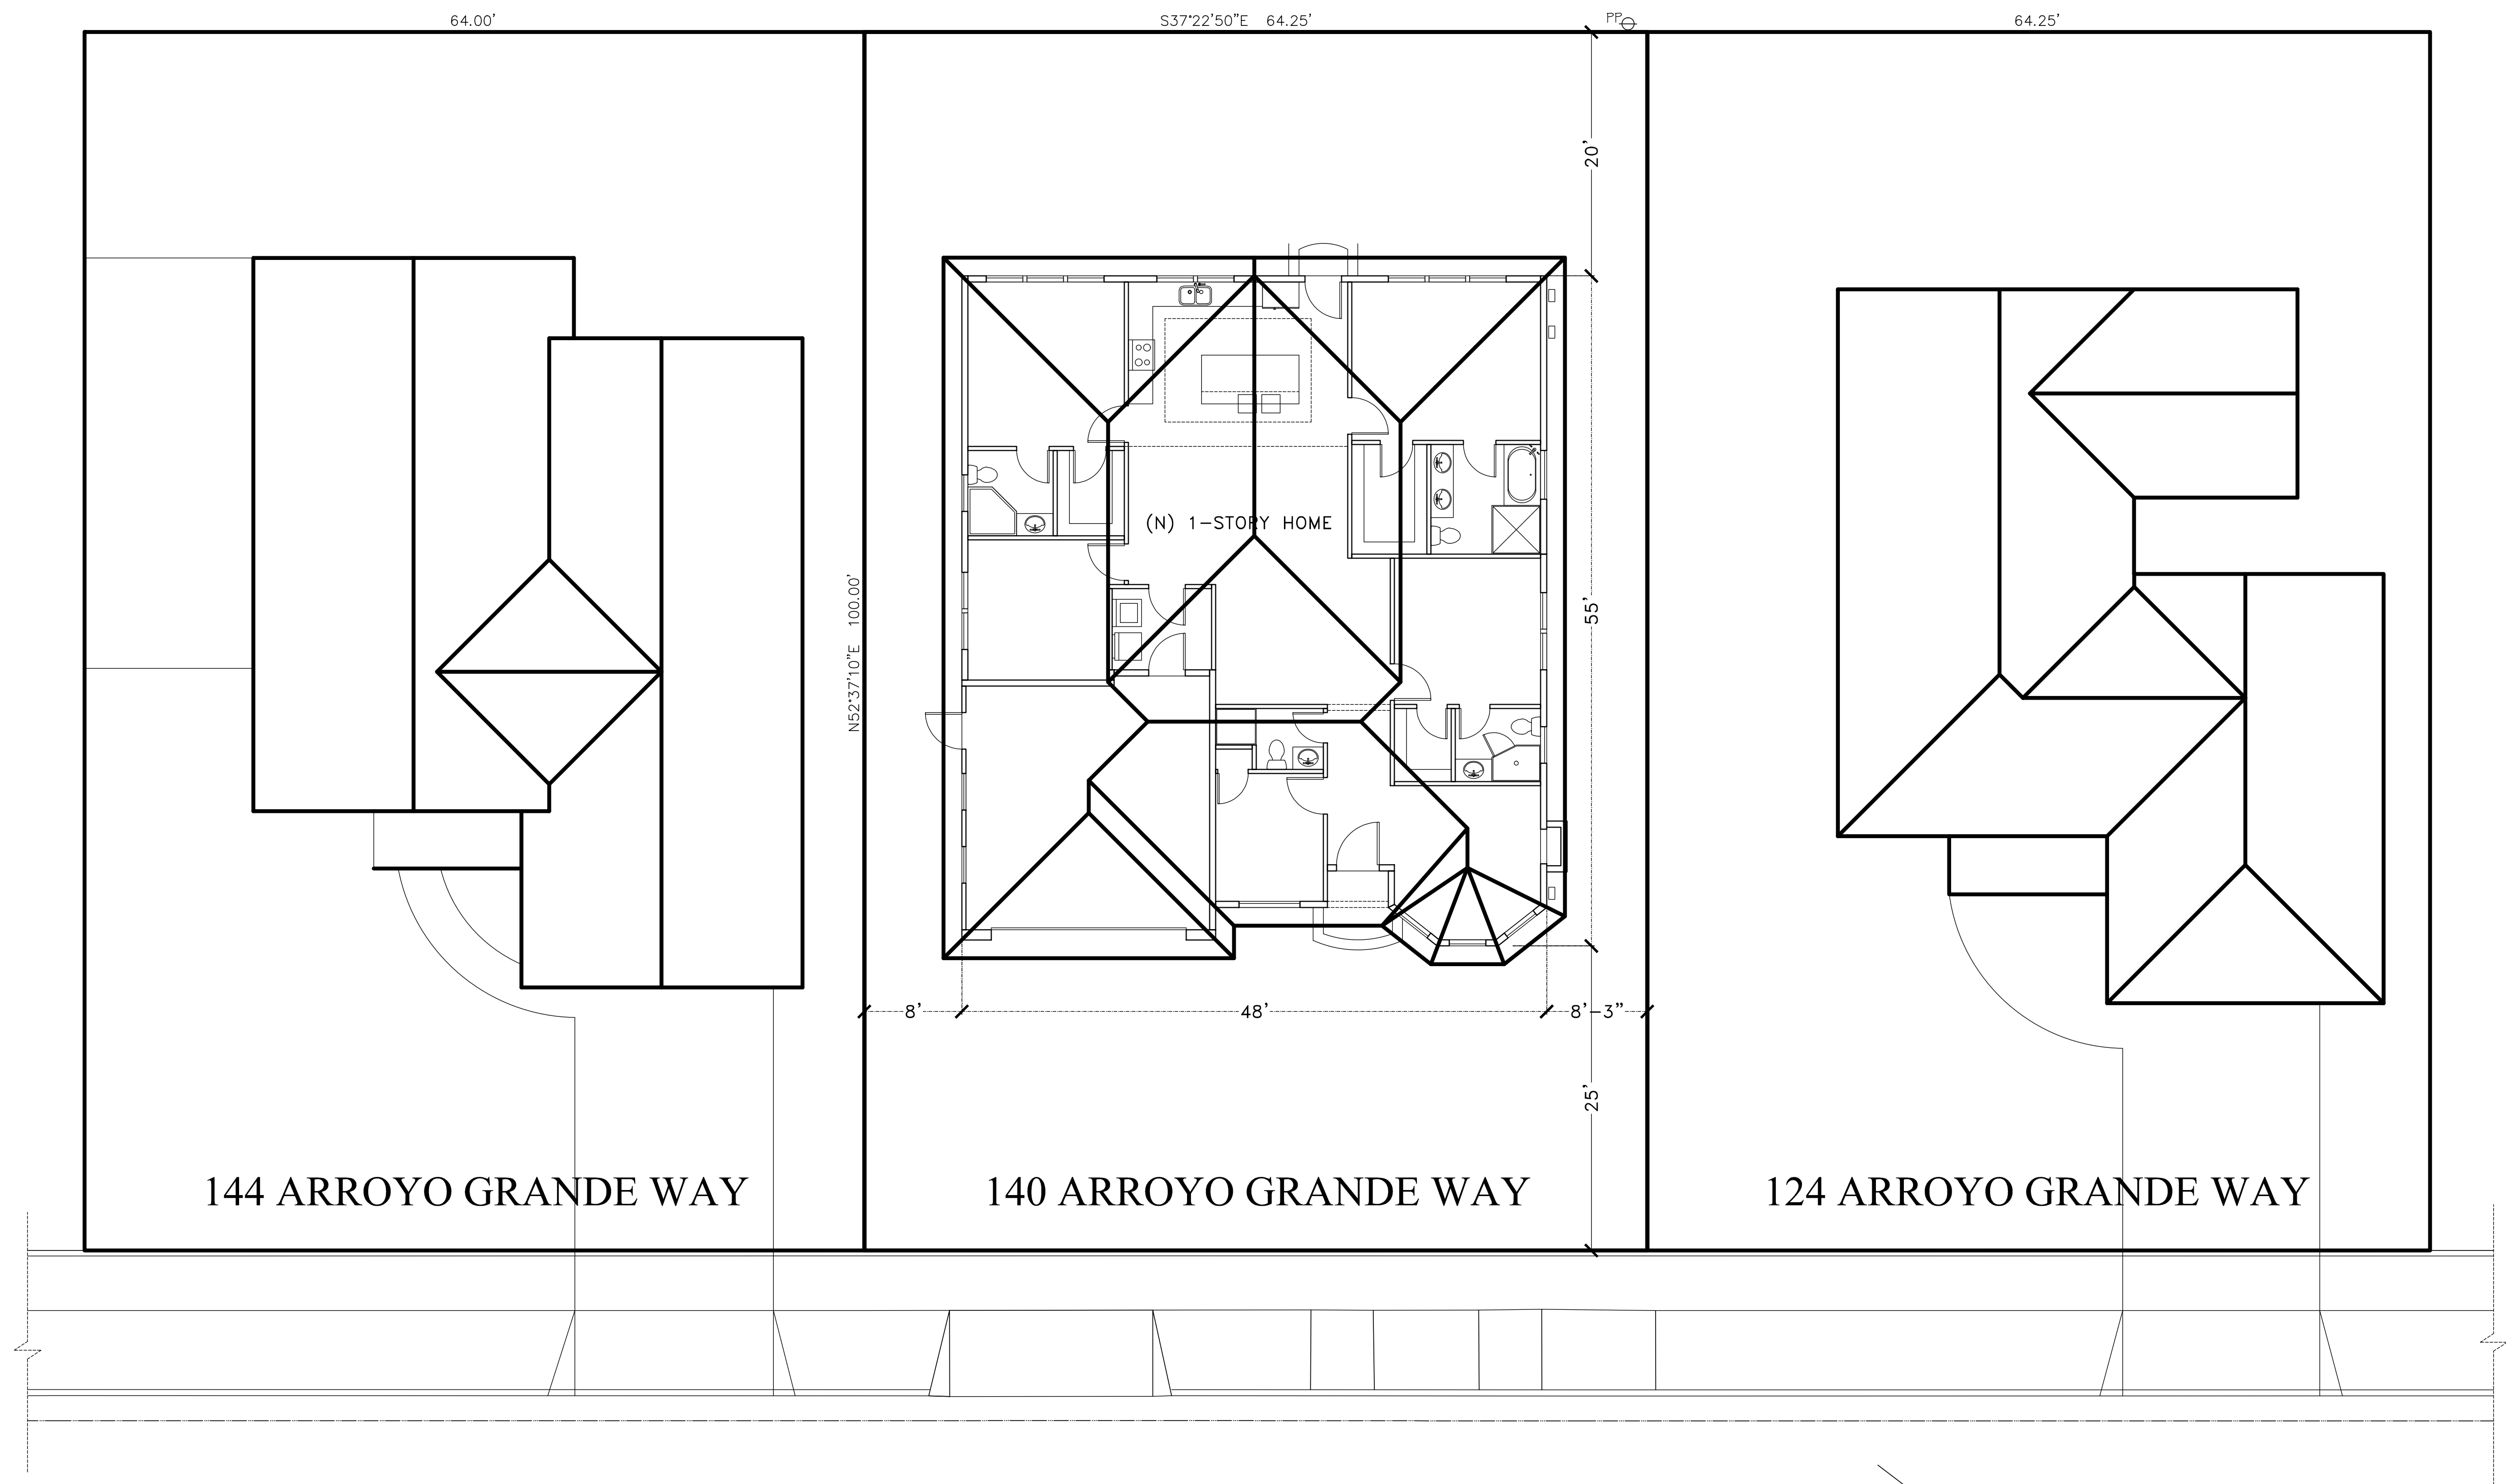 64.00'
S37°22'50"E 64.25'
PP
64.25'
20'
(N) 1-STORY HOME
N52°37'10"E 100.00'
55'
8'
48'
8'-3"
25'
144 ARROYO GRANDE WAY
140 ARROYO GRANDE WAY
124 ARROYO GRANDE WAY